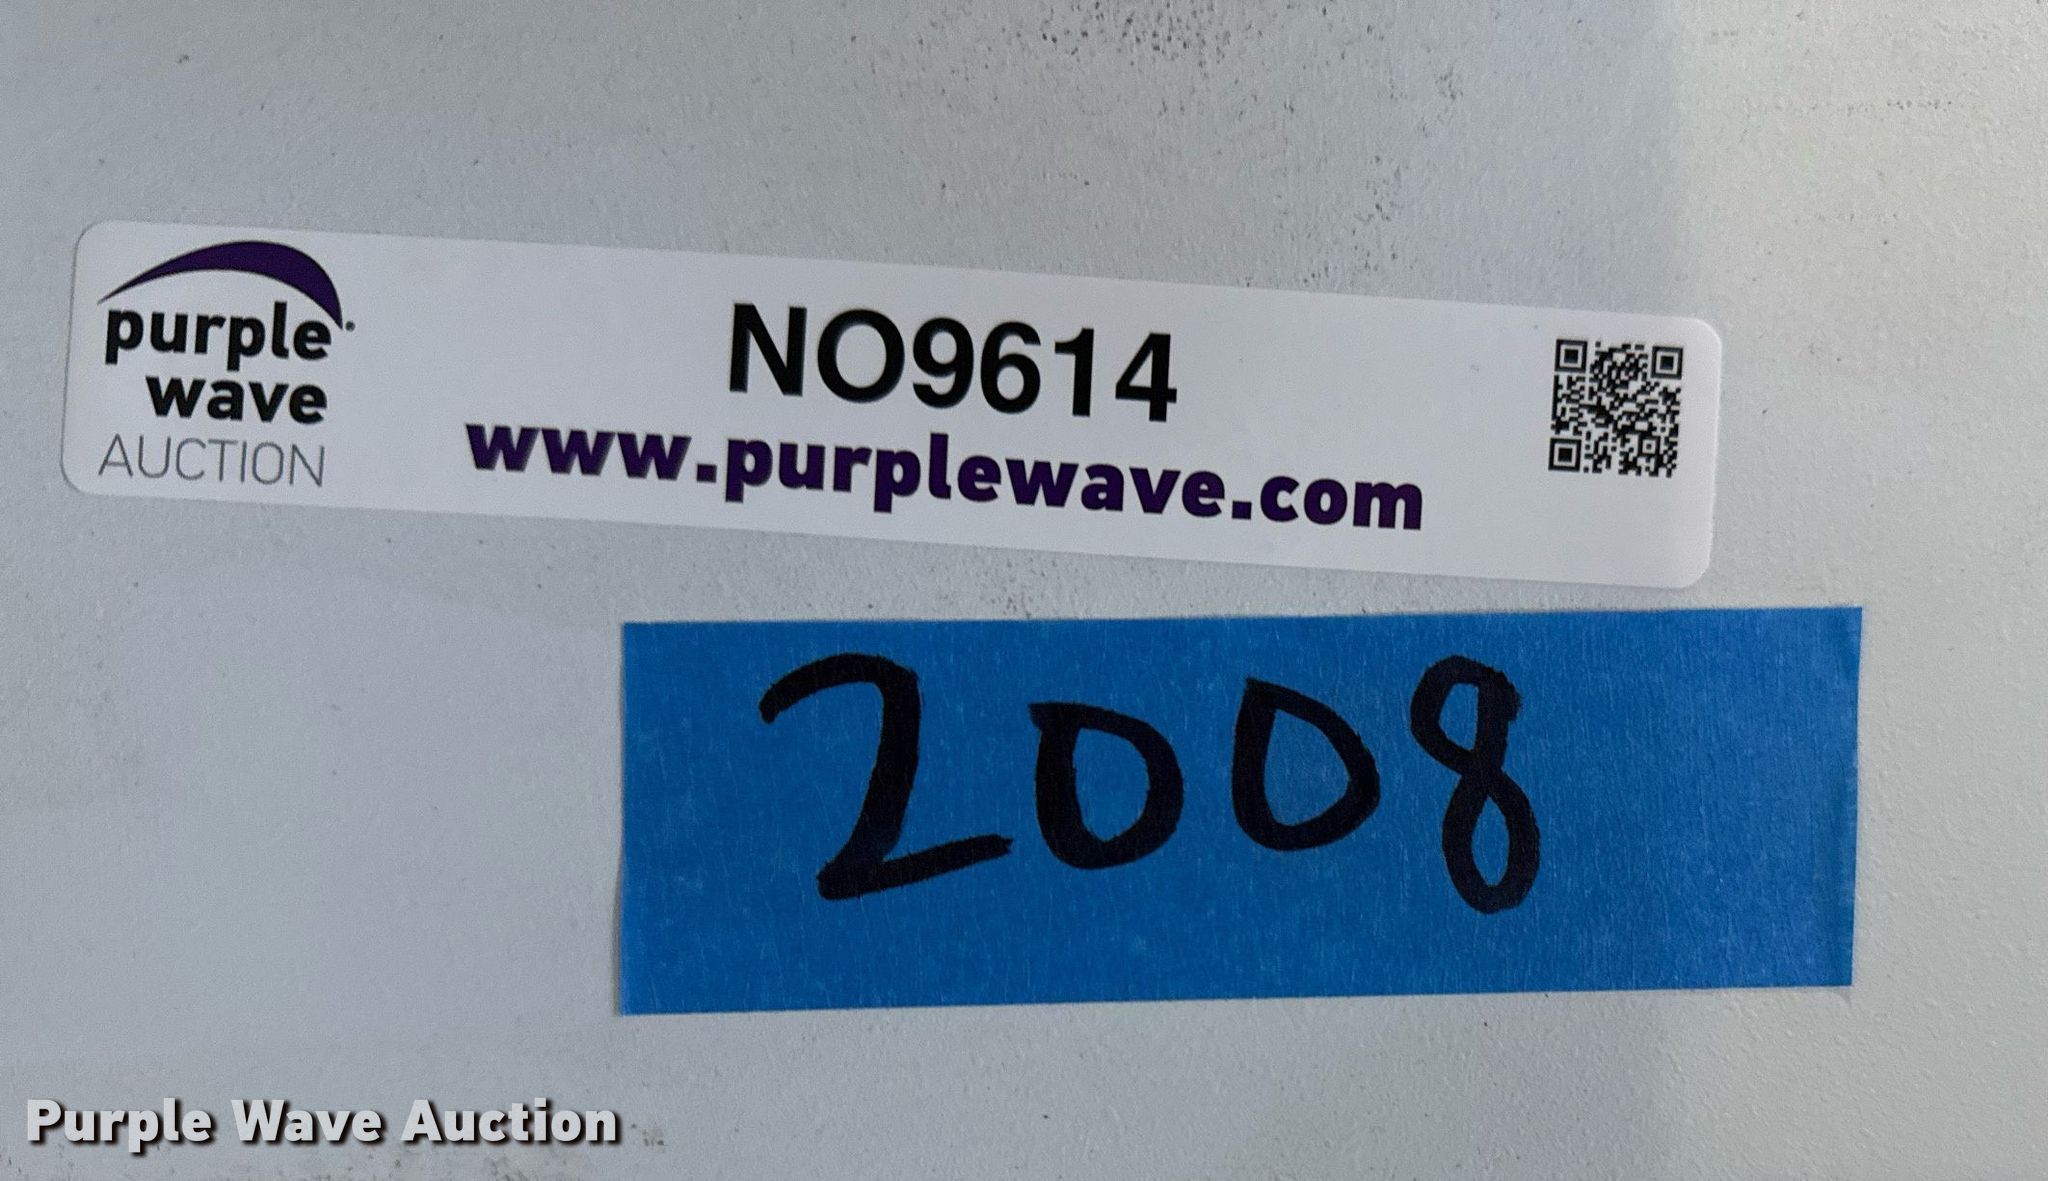 purple
wave
AUCTION
NO9614
www.purplewave.com
2008
Purple Wave Auction